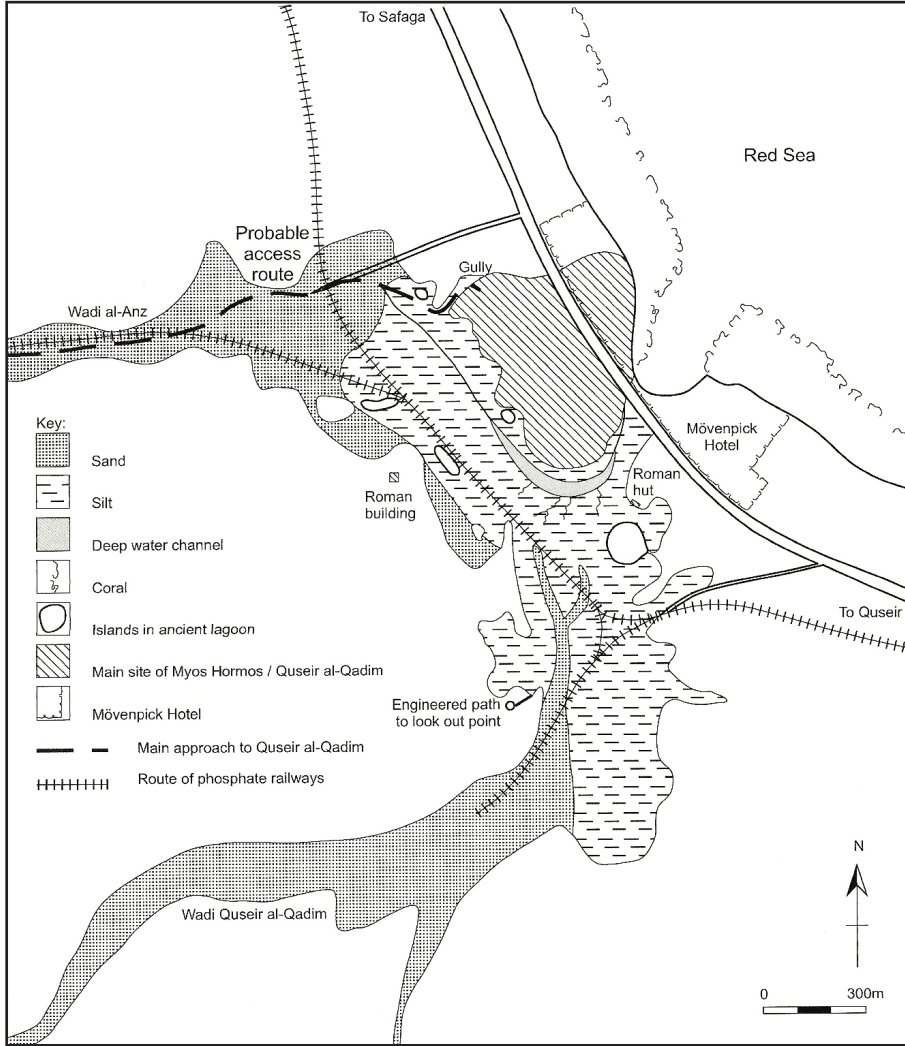 To Safaga
Red Sea
Probable
access
route
Gully
Wadi al-Anz
Key:
Sand
Silt
Deep water channel
Coral
Islands in ancient lagoon
Main site of Myos Hormos / Quseir al-Qadim
Mövenpick Hotel
Main approach to Quseir al-Qadim
Route of phosphate railways
Mövenpick
Hotel
Roman
hut
Roman
building
To Quseir
Engineered path
to look out point
Wadi Quseir al-Qadim
N
0 300m